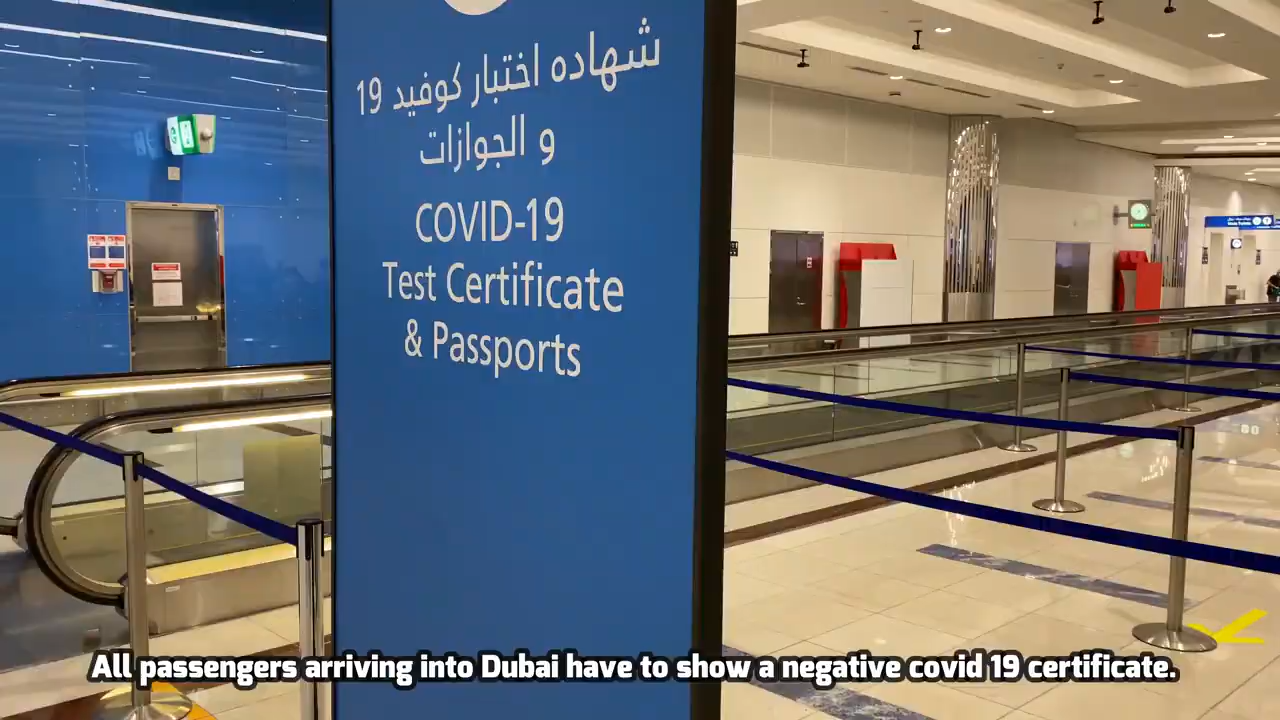 شهاده اختبار كوفيد 19
و الجوازات
COVID-19
Test Certificate
& Passports
All passengers arriving into Dubai have to show a negative covid 19 certificate.